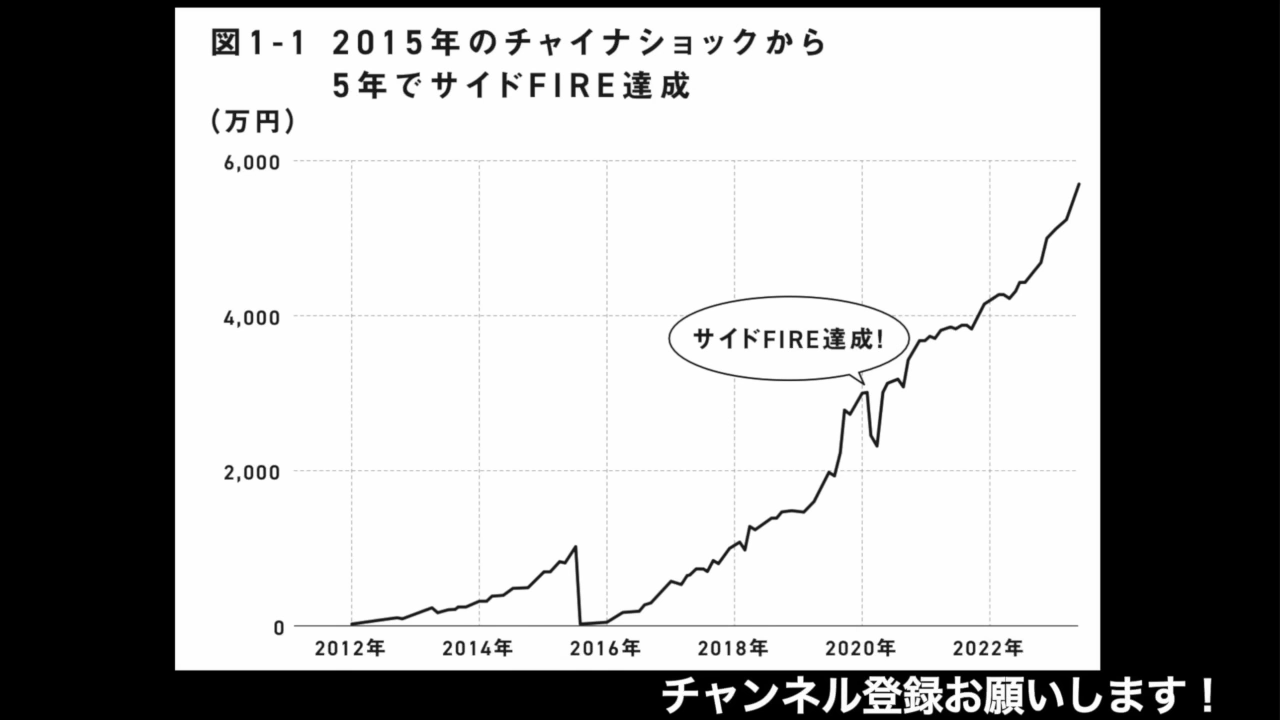 図1-1 2015年のチャイナショックから
5年でサイドFIRE達成
(万円)
6,000
4,000
サイドFIRE達成!
2,000
0
2012年 2014年 2016年 2018年 2020年 2022年
チャンネル登録お願いします!